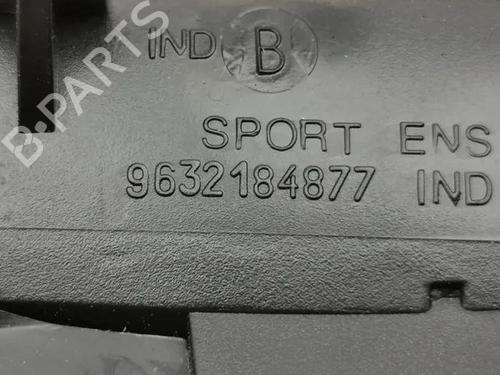 IND B
SPORT ENS
9632184877 IND
B-PARTS